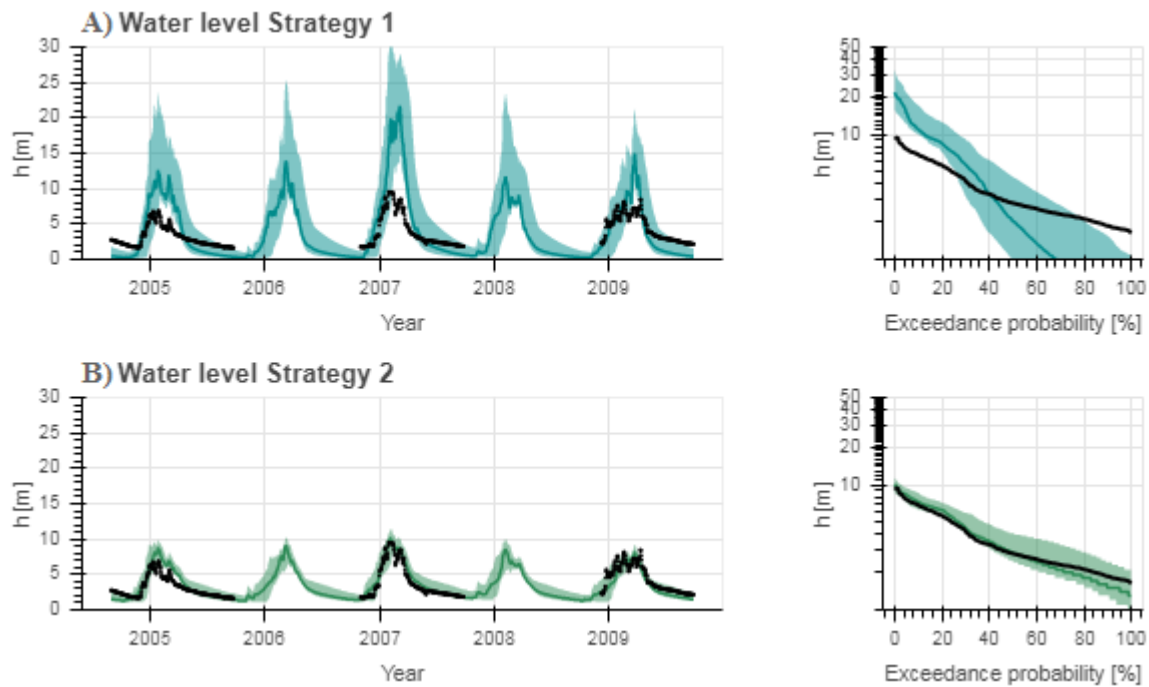 A) Water level Strategy 1
30
25
20
15
10
5
0
h [m]
2005 2006 2007 2008 2009
Year
50
40
30
20
10
h [m]
0 20 40 60 80 100
Exceedance probability [%]
B) Water level Strategy 2
30
25
20
15
10
5
0
h [m]
2005 2006 2007 2008 2009
Year
50
40
30
20
10
h [m]
0 20 40 60 80 100
Exceedance probability [%]